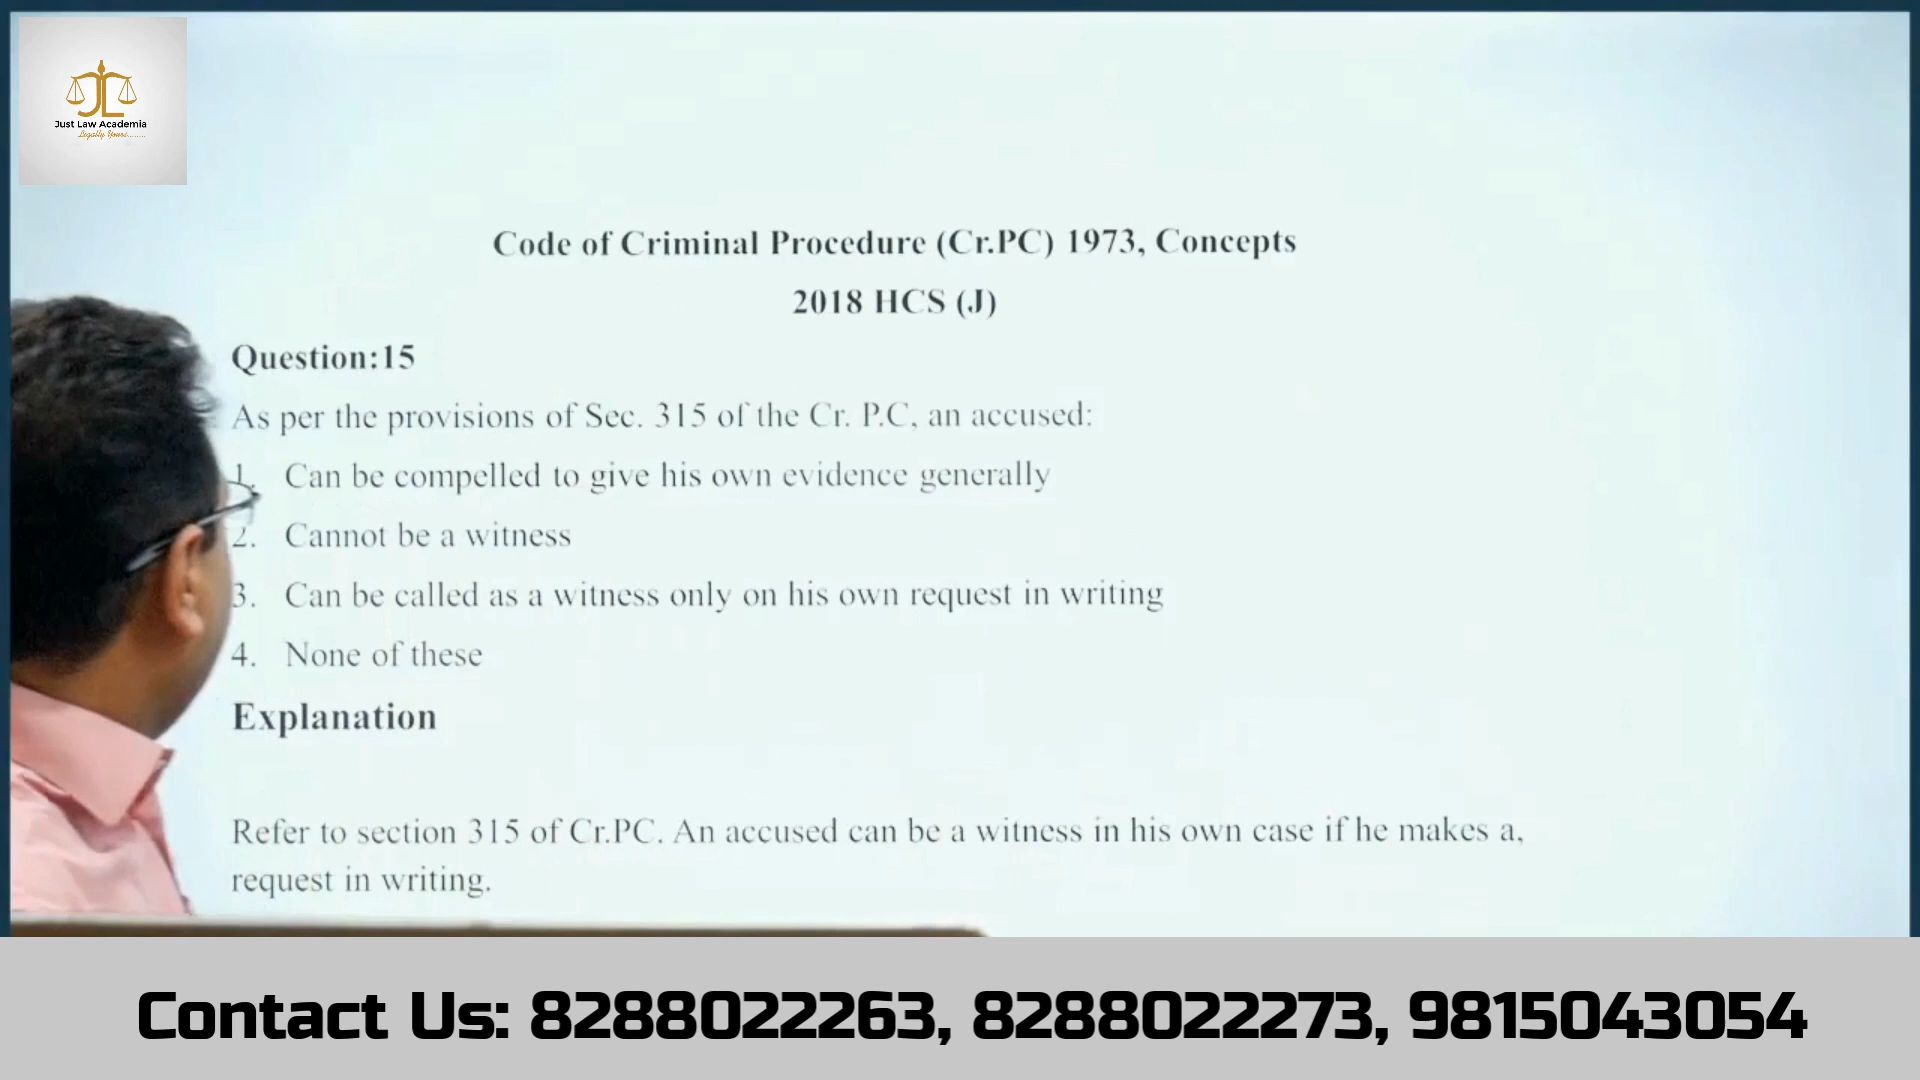 JL
Just Law Academia
Legally Yours........
Code of Criminal Procedure (Cr.PC) 1973, Concepts
2018 HCS (J)
Question:15
As per the provisions of Sec. 315 of the Cr. P.C, an accused:
1. Can be compelled to give his own evidence generally
2. Cannot be a witness
3. Can be called as a witness only on his own request in writing
4. None of these
Explanation
Refer to section 315 of Cr.PC. An accused can be a witness in his own case if he makes a,
request in writing.
Contact Us: 8288022263, 8288022273, 9815043054